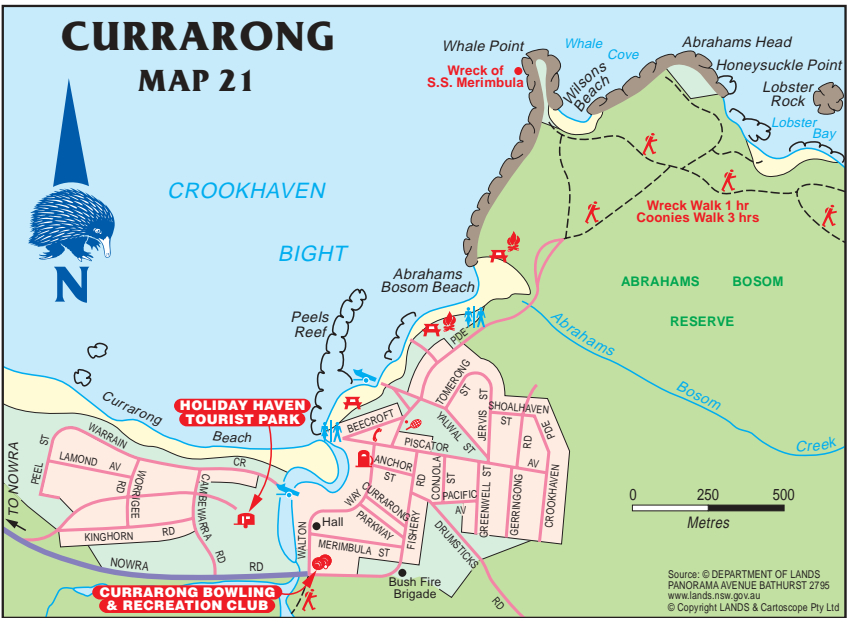 CURRARONG
MAP 21
N
CROOKHAVEN
BIGHT
Whale Point
Whale
Cove
Abrahams Head
Honeysuckle Point
Wreck of
S.S. Merimbula
Wilsons
Beach
Lobster
Rock
Lobster
Bay
Wreck Walk 1 hr
Coonies Walk 3 hrs
ABRAHAMS BOSOM
RESERVE
Abrahams
Bosom Beach
Peels
Reef
Abrahams
Bosom
Creek
Currarong
Beach
HOLIDAY HAVEN
TOURIST PARK
TO NOWRA
PEEL ST
WARRAIN
CR
LAMOND AV
WORRIGEE
RD
CAMBEWARRA
RD
KINGHORN RD
NOWRA RD
PDE
BEECROFT
TOMERONG
ST
YALWAL ST
JERVIS ST
SHOALHAVEN
ST
RD
PDE
PISCATOR
AV
ANCHOR
ST
RD
CONJOLA
ST
PACIFIC
AV
GREENWELL ST
GERRINGONG
CROOKHAVEN
WAY
CURRARONG
PARKWAY
FISHERY
WALTON
Hall
MERIMBULA ST
DRUMSTICKS
RD
Bush Fire
Brigade
CURRARONG BOWLING
& RECREATION CLUB
0 250 500
Metres
Source: © DEPARTMENT OF LANDS
PANORAMA AVENUE BATHURST 2795
www.lands.nsw.gov.au
© Copyright LANDS & Cartoscope Pty Ltd